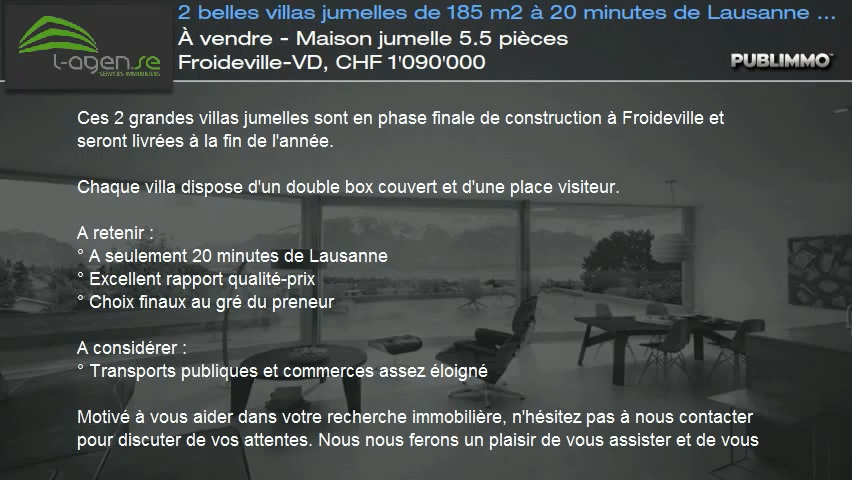 2 belles villas jumelles de 185 m2 à 20 minutes de Lausanne ...
À vendre - Maison jumelle 5.5 pièces
Froideville-VD, CHF 1'090'000
l-agen.se
SERVICES IMMOBILIERS
PUBLIMMO
Ces 2 grandes villas jumelles sont en phase finale de construction à Froideville et
seront livrées à la fin de l'année.
Chaque villa dispose d'un double box couvert et d'une place visiteur.
A retenir :
° A seulement 20 minutes de Lausanne
° Excellent rapport qualité-prix
° Choix finaux au gré du preneur
A considérer :
° Transports publiques et commerces assez éloigné
Motivé à vous aider dans votre recherche immobilière, n'hésitez pas à nous contacter
pour discuter de vos attentes. Nous nous ferons un plaisir de vous assister et de vous